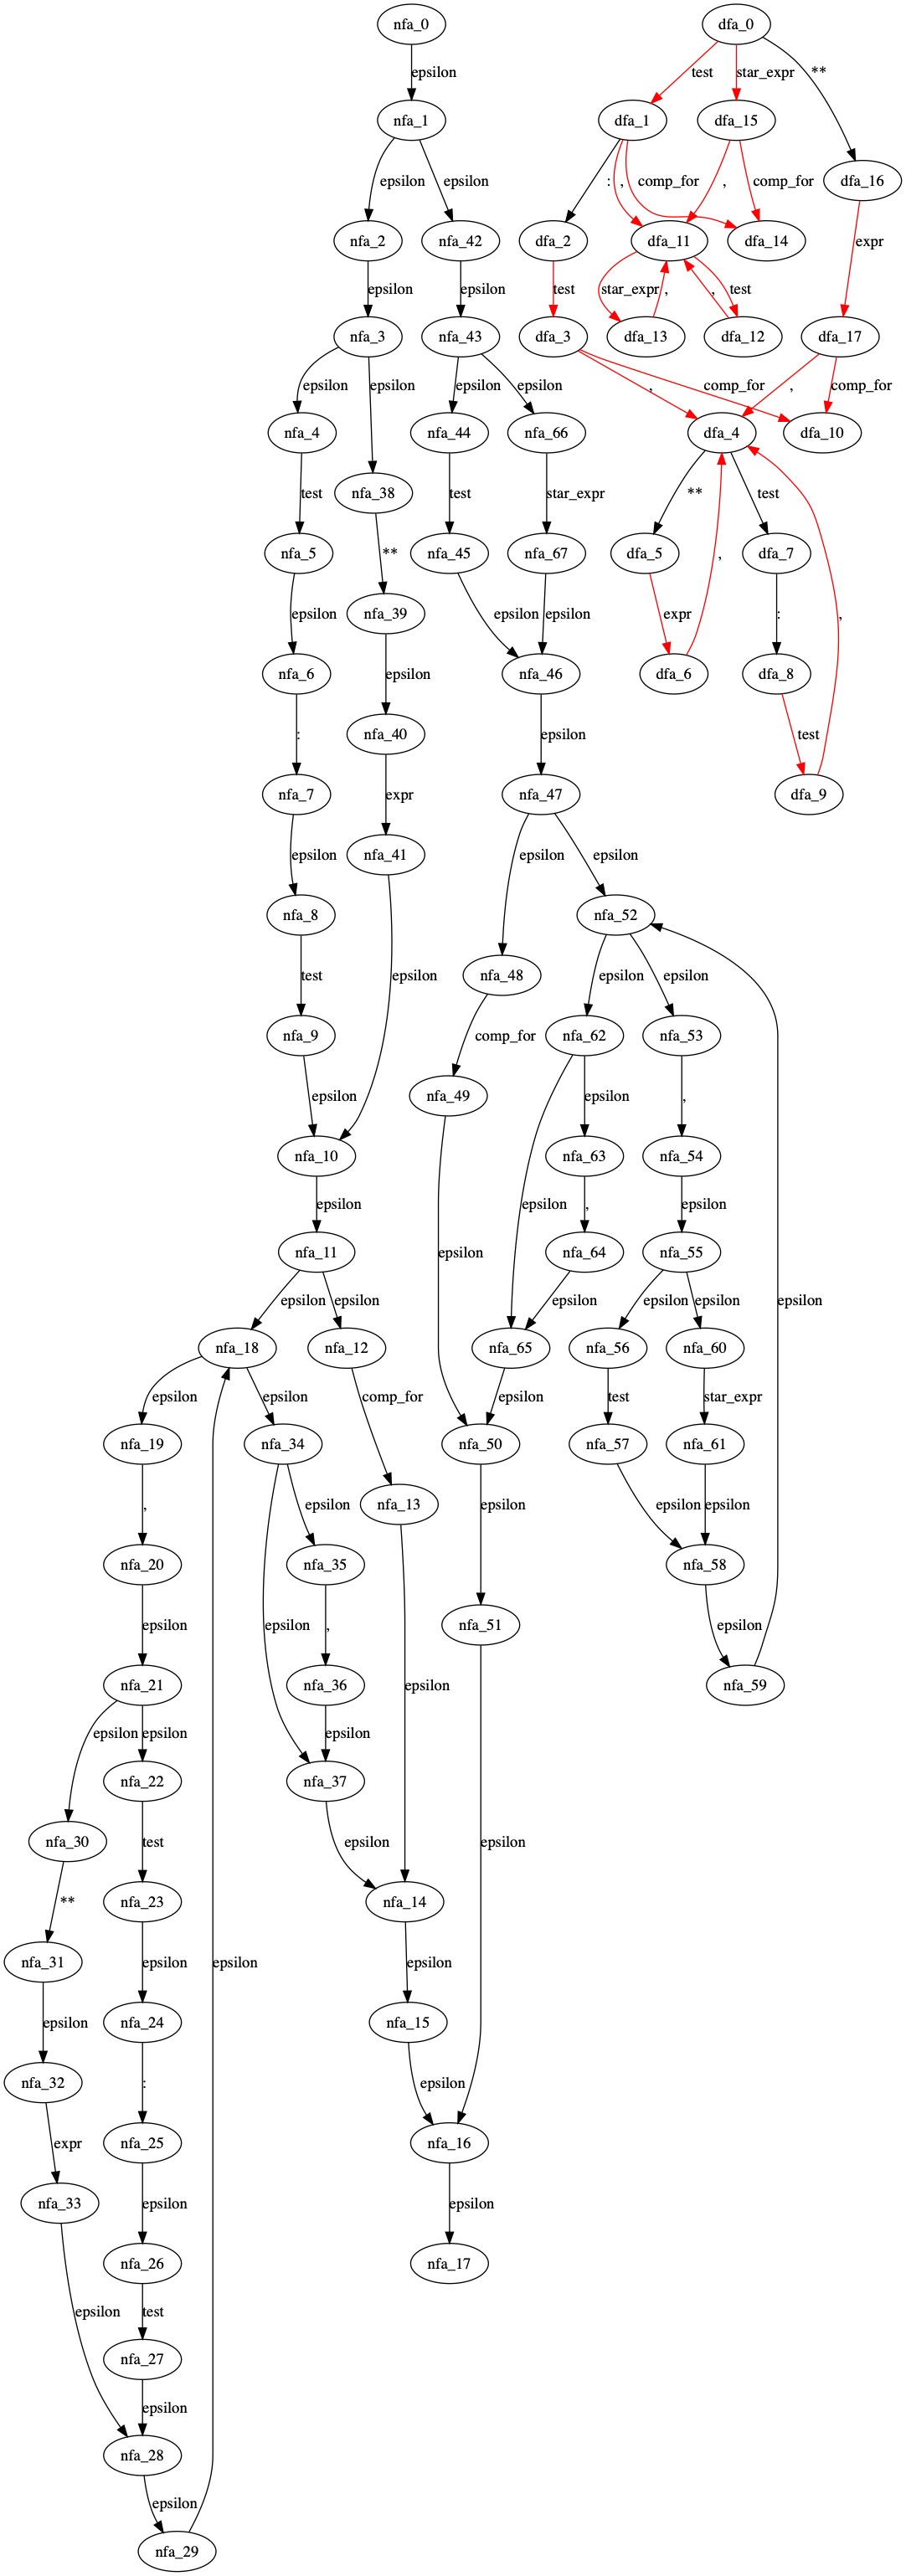 nfa_0 dfa_0
epsilon test star_expr **
nfa_1 dfa_1 dfa_15
epsilon epsilon : , comp_for , comp_for dfa_16
nfa_2 nfa_42 dfa_2 dfa_11 dfa_14 expr
epsilon epsilon test star_expr , , test
nfa_3 nfa_43 dfa_3 dfa_13 dfa_12 dfa_17
epsilon epsilon epsilon epsilon , comp_for , comp_for
nfa_4 nfa_44 nfa_66 dfa_4 dfa_10
test nfa_38 test star_expr ** test
nfa_5 ** nfa_45 nfa_67 dfa_5 , dfa_7
epsilon nfa_39 epsilon epsilon expr : ,
nfa_6 epsilon nfa_46 dfa_6 dfa_8
: nfa_40 epsilon test
nfa_7 expr nfa_47 dfa_9
epsilon nfa_41 epsilon epsilon
nfa_8 nfa_52
test epsilon nfa_48 epsilon epsilon
nfa_9 comp_for nfa_62 nfa_53
epsilon nfa_49 epsilon ,
nfa_10 nfa_63 nfa_54
epsilon epsilon , epsilon
nfa_11 epsilon nfa_64 nfa_55
epsilon epsilon epsilon epsilon epsilon epsilon
nfa_18 nfa_12 nfa_65 nfa_56 nfa_60
epsilon epsilon comp_for epsilon test star_expr
nfa_19 nfa_34 nfa_50 nfa_57 nfa_61
, epsilon nfa_13 epsilon epsilon epsilon
nfa_20 nfa_35 nfa_58
epsilon epsilon , nfa_51 epsilon
nfa_21 nfa_36 epsilon nfa_59
epsilon epsilon epsilon
nfa_22 nfa_37
nfa_30 test epsilon epsilon
** nfa_23 nfa_14
nfa_31 epsilon epsilon
epsilon epsilon nfa_24 nfa_15
nfa_32 : epsilon
expr nfa_25 nfa_16
nfa_33 epsilon epsilon
nfa_26 nfa_17
epsilon test
nfa_27
epsilon
nfa_28
epsilon
nfa_29